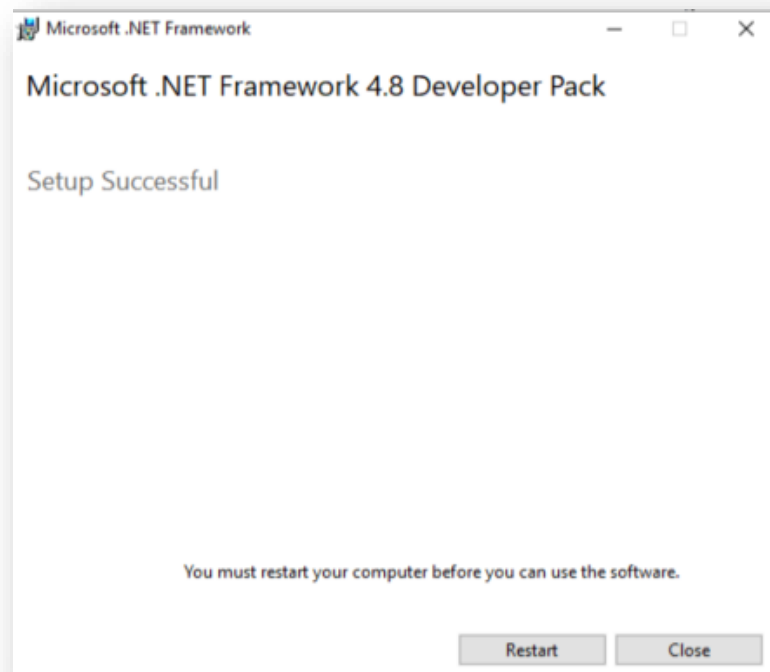 Microsoft .NET Framework
Microsoft .NET Framework 4.8 Developer Pack
Setup Successful
You must restart your computer before you can use the software.
Restart
Close